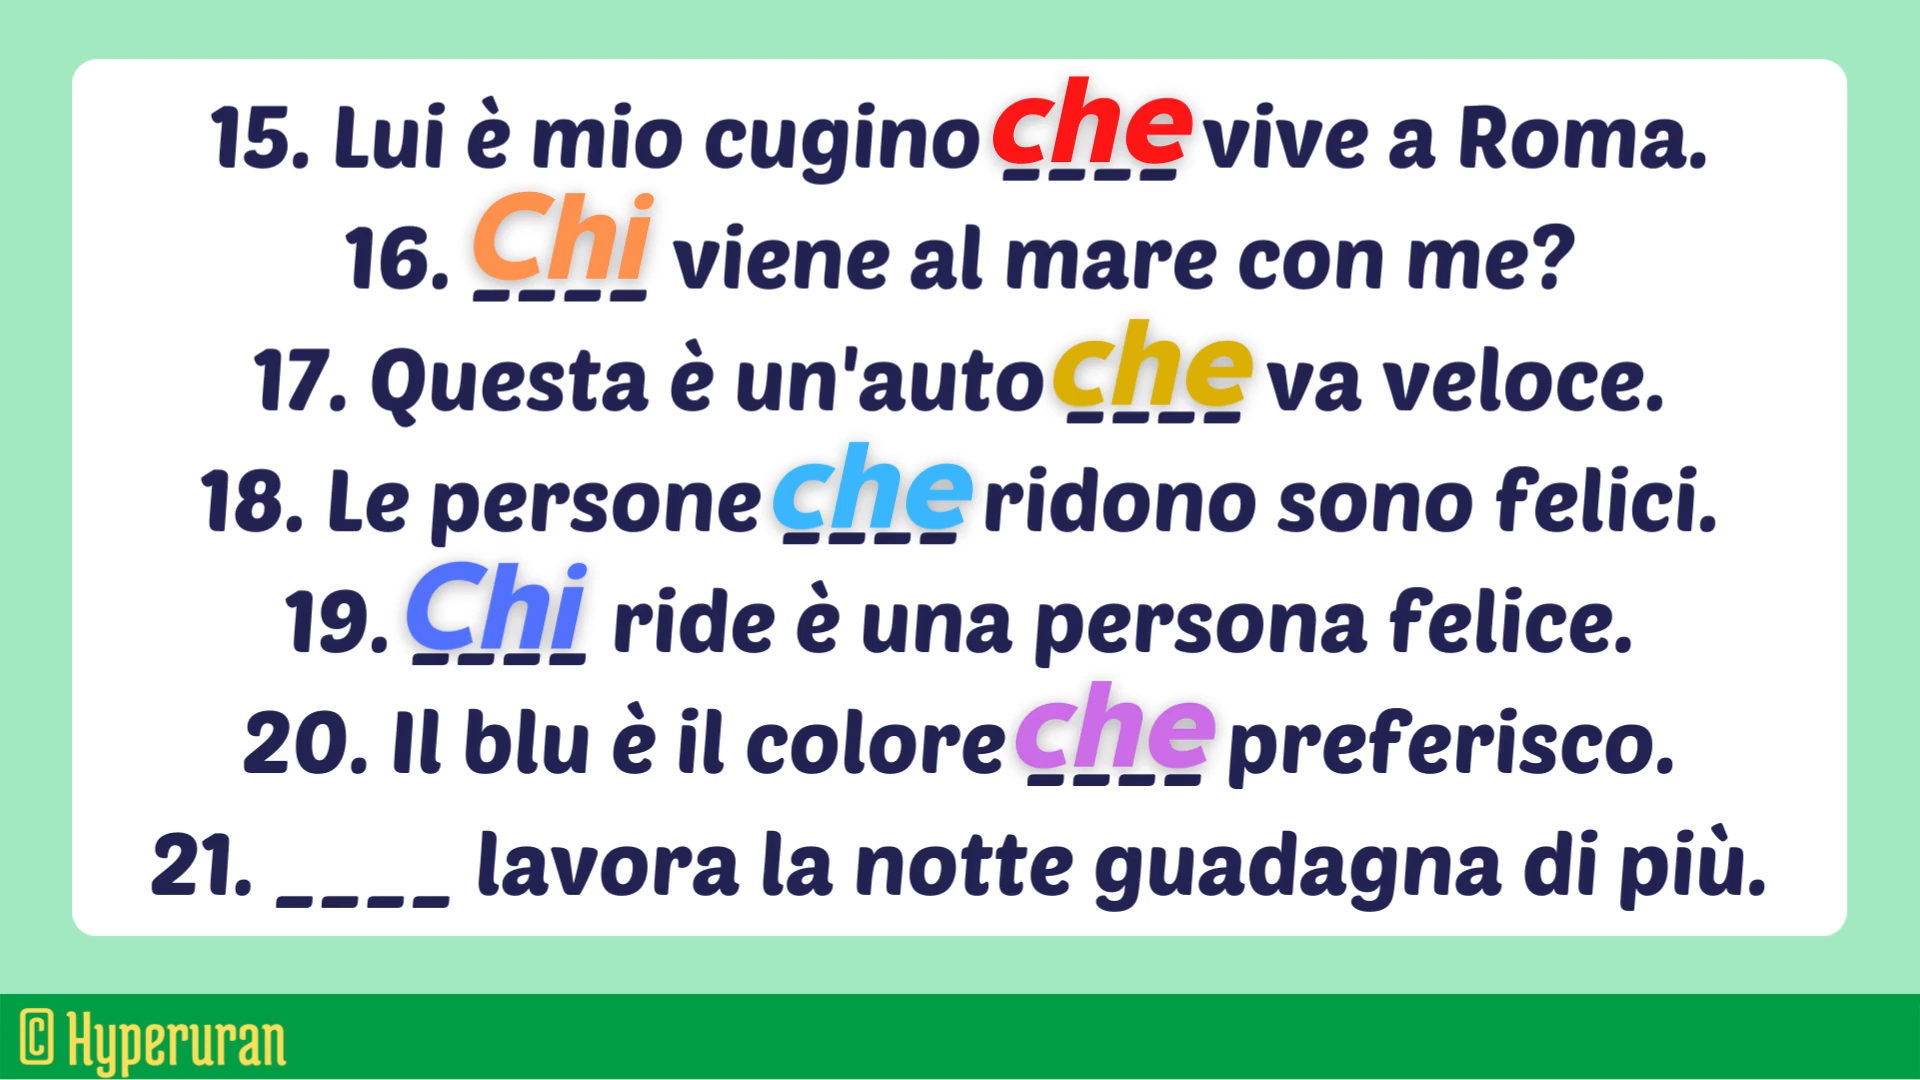 15. Lui è mio cugino che vive a Roma.
16. Chi viene al mare con me?
17. Questa è un'auto che va veloce.
18. Le persone che ridono sono felici.
19. Chi ride è una persona felice.
20. Il blu è il colore che preferisco.
21. ____ lavora la notte guadagna di più.
© Hyperuran